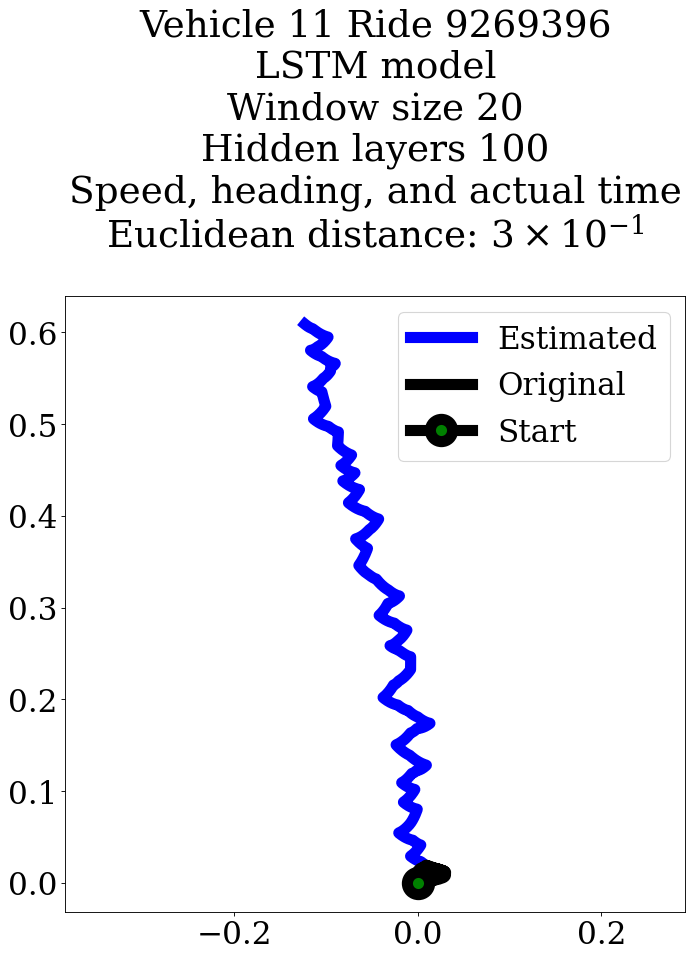 Vehicle 11 Ride 9269396
LSTM model
Window size 20
Hidden layers 100
Speed, heading, and actual time
Euclidean distance: 3 × 10⁻¹
Estimated
Original
Start
0.6
0.5
0.4
0.3
0.2
0.1
0.0
−0.2 0.0 0.2